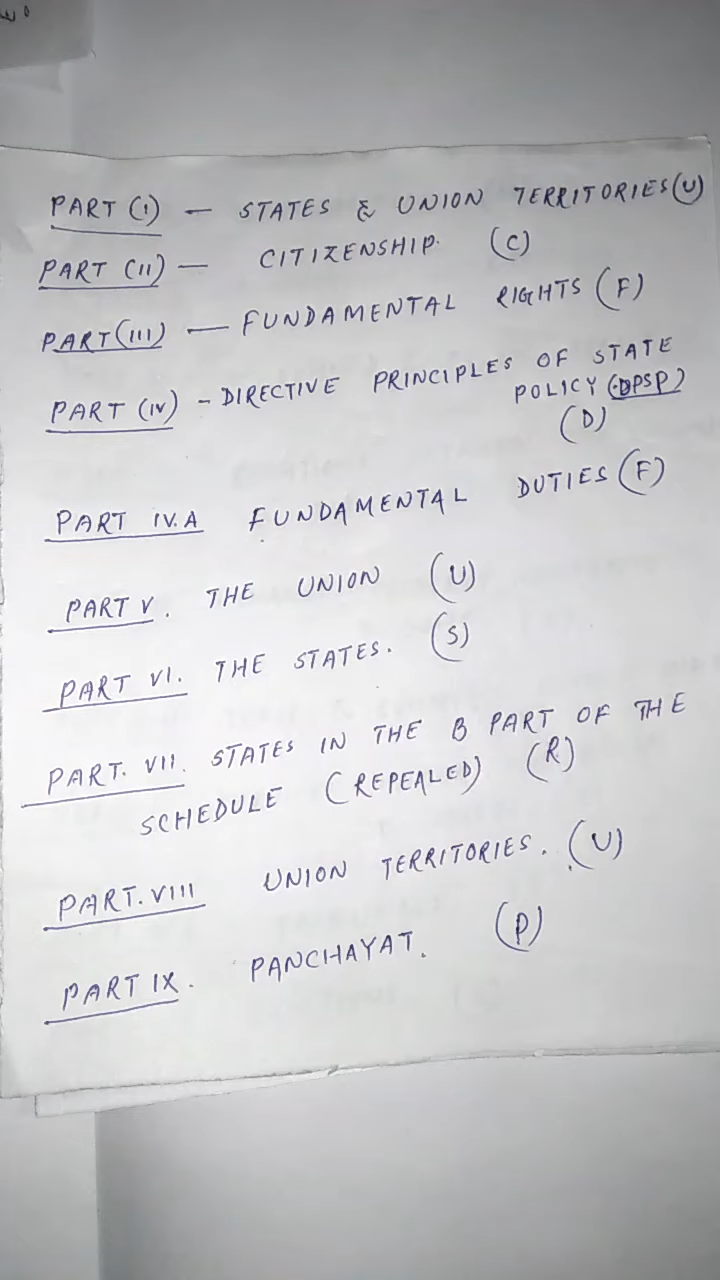 PART (I) — STATES & UNION TERRITORIES (U)
PART (II) — CITIZENSHIP. (C)
PART (III) — FUNDAMENTAL RIGHTS (F)
PART (IV) - DIRECTIVE PRINCIPLES OF STATE
POLICY (DPSP)
(D)
PART IV.A FUNDAMENTAL DUTIES (F)
PART V. THE UNION (U)
PART VI. THE STATES. (S)
PART. VII. STATES IN THE B PART OF THE
SCHEDULE (REPEALED) (R)
PART. VIII UNION TERRITORIES. (U)
PART IX. PANCHAYAT. (P)